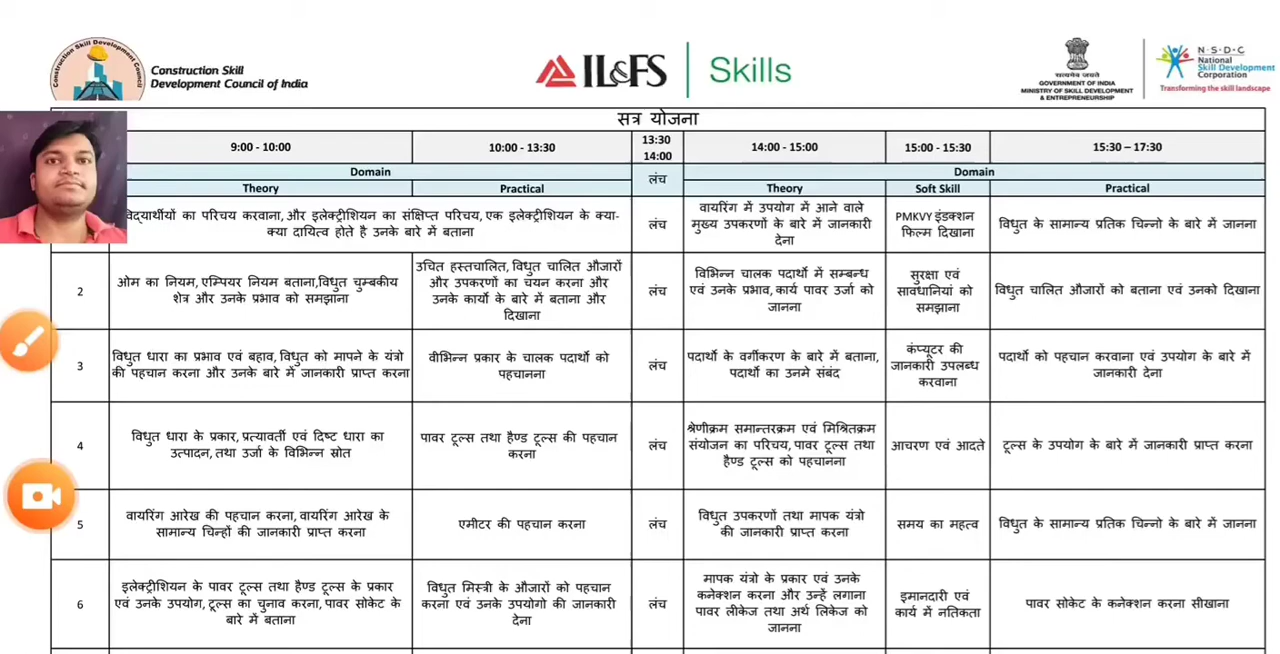 Construction Skill Development Council
Construction Skill
Development Council of India
IL&FS
Skills
सत्यमेव जयते
GOVERNMENT OF INDIA
MINISTRY OF SKILL DEVELOPMENT
& ENTREPRENEURSHIP
N·S·D·C
National
Skill Development
Corporation
Transforming the skill landscape
सत्र योजना
9:00 - 10:00
10:00 - 13:30
13:30
14:00
14:00 - 15:00
15:00 - 15:30
15:30 – 17:30
Domain
लंच
Domain
Theory
Practical
Theory
Soft Skill
Practical
विद्यार्थीयों का परिचय करवाना, और इलेक्ट्रीशियन का संक्षिप्त परिचय, एक इलेक्ट्रीशियन के क्या-
क्या दायित्व होते है उनके बारे में बताना
लंच
वायरिंग में उपयोग में आने वाले
मुख्य उपकरणों के बारे में जानकारी
देना
PMKVY इंडक्शन
फिल्म दिखाना
विधुत के सामान्य प्रतिक चिन्नो के बारे में जानना
2
ओम का नियम, एम्पियर नियम बताना,विधुत चुम्बकीय
शेत्र और उनके प्रभाव को समझाना
उचित हस्तचालित, विधुत चालित औजारों
और उपकरणों का चयन करना और
उनके कार्यो के बारे में बताना और
दिखाना
लंच
विभिन्न चालक पदार्थों में सम्बन्ध
एवं उनके प्रभाव, कार्य पावर उर्जा को
जानना
सुरक्षा एवं
सावधानियां को
समझाना
विधुत चालित औजारों को बताना एवं उनको दिखाना
3
विधुत धारा का प्रभाव एवं बहाव, विधुत को मापने के यंत्रो
की पहचान करना और उनके बारे में जानकारी प्राप्त करना
वीभिन्न प्रकार के चालक पदार्थो को
पहचानना
लंच
पदार्थो के वर्गीकरण के बारे में बताना,
पदार्थो का उनमे संबंद
कंप्यूटर की
जानकारी उपलब्ध
करवाना
पदार्थो को पहचान करवाना एवं उपयोग के बारे में
जानकारी देना
4
विधुत धारा के प्रकार, प्रत्यावर्ती एवं दिष्ट धारा का
उत्पादन, तथा उर्जा के विभिन्न स्रोत
पावर टूल्स तथा हैण्ड टूल्स की पहचान
करना
लंच
श्रेणीक्रम समान्तरक्रम एवं मिश्रितक्रम
संयोजन का परिचय, पावर टूल्स तथा
हैण्ड टूल्स को पहचानना
आचरण एवं आदते
टूल्स के उपयोग के बारे में जानकारी प्राप्त करना
5
वायरिंग आरेख की पहचान करना, वायरिंग आरेख के
सामान्य चिन्हों की जानकारी प्राप्त करना
एमीटर की पहचान करना
लंच
विधुत उपकरणों तथा मापक यंत्रो
की जानकारी प्राप्त करना
समय का महत्व
विधुत के सामान्य प्रतिक चिन्नो के बारे में जानना
6
इलेक्ट्रीशियन के पावर टूल्स तथा हैण्ड टूल्स के प्रकार
एवं उनके उपयोग, टूल्स का चुनाव करना, पावर सोकेट के
बारे में बताना
विधुत मिस्त्री के औजारों को पहचान
करना एवं उनके उपयोगो की जानकारी
देना
लंच
मापक यंत्रो के प्रकार एवं उनके
कनेक्शन करना और उन्हें लगाना
पावर लीकेज तथा अर्थ लिकेज को
जानना
इमानदारी एवं
कार्य में नतिकता
पावर सोकेट के कनेक्शन करना सीखाना